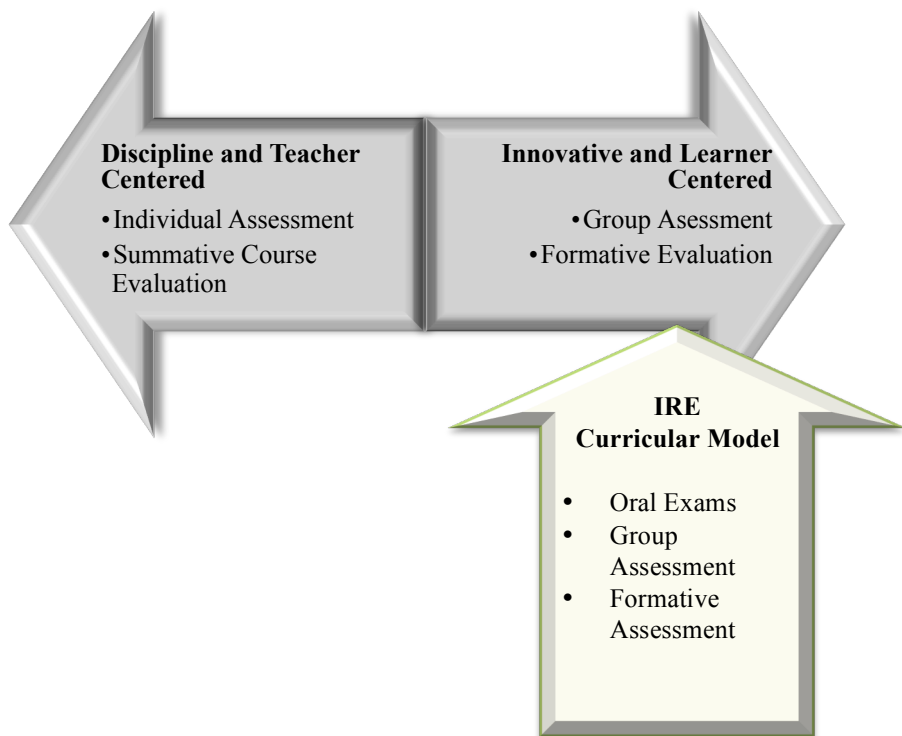 Discipline and Teacher
Centered
•Individual Assessment
•Summative Course
Evaluation
Innovative and Learner
Centered
•Group Asessment
•Formative Evaluation
IRE
Curricular Model
• Oral Exams
• Group
Assessment
• Formative
Assessment